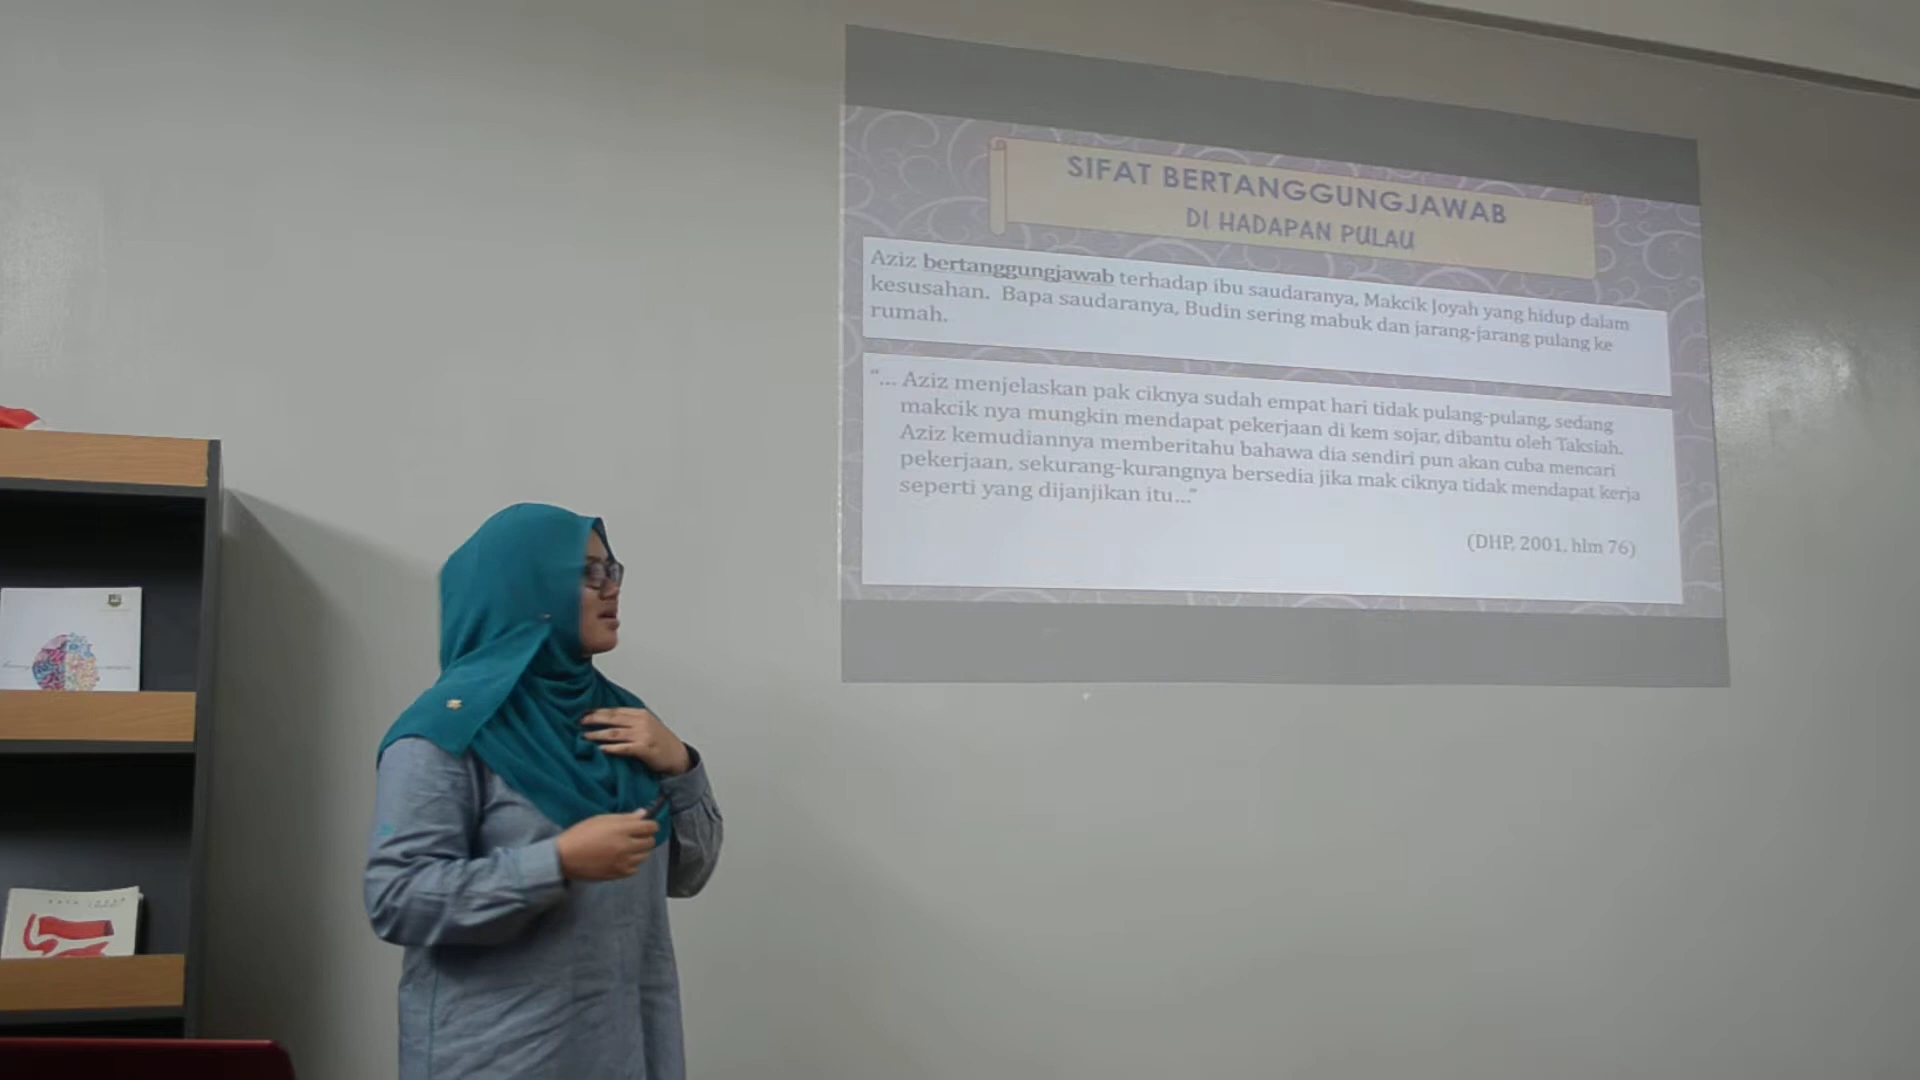 SIFAT BERTANGGUNGJAWAB
DI HADAPAN PULAU
Aziz bertanggungjawab terhadap ibu saudaranya, Makcik Joyah yang hidup dalam
kesusahan. Bapa saudaranya, Budin sering mabuk dan jarang-jarang pulang ke
rumah.
"... Aziz menjelaskan pak ciknya sudah empat hari tidak pulang-pulang, sedang
makcik nya mungkin mendapat pekerjaan di kem sojar, dibantu oleh Taksiah.
Aziz kemudiannya memberitahu bahawa dia sendiri pun akan cuba mencari
pekerjaan, sekurang-kurangnya bersedia jika mak ciknya tidak mendapat kerja
seperti yang dijanjikan itu..."
(DHP, 2001, hlm 76)